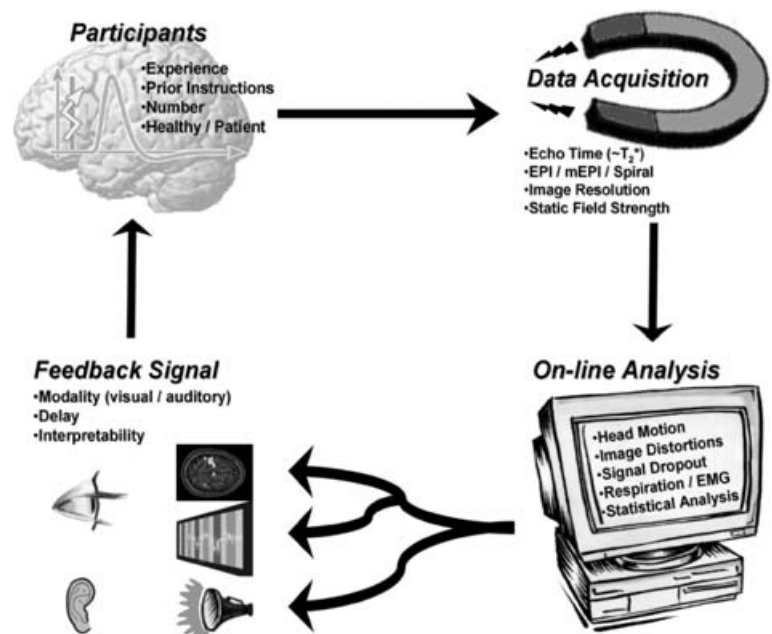 Participants
•Experience
•Prior Instructions
•Number
•Healthy / Patient
Data Acquisition
•Echo Time (~T₂*)
•EPI / mEPI / Spiral
•Image Resolution
•Static Field Strength
Feedback Signal
•Modality (visual / auditory)
•Delay
•Interpretability
On-line Analysis
•Head Motion
•Image Distortions
•Signal Dropout
•Respiration / EMG
•Statistical Analysis